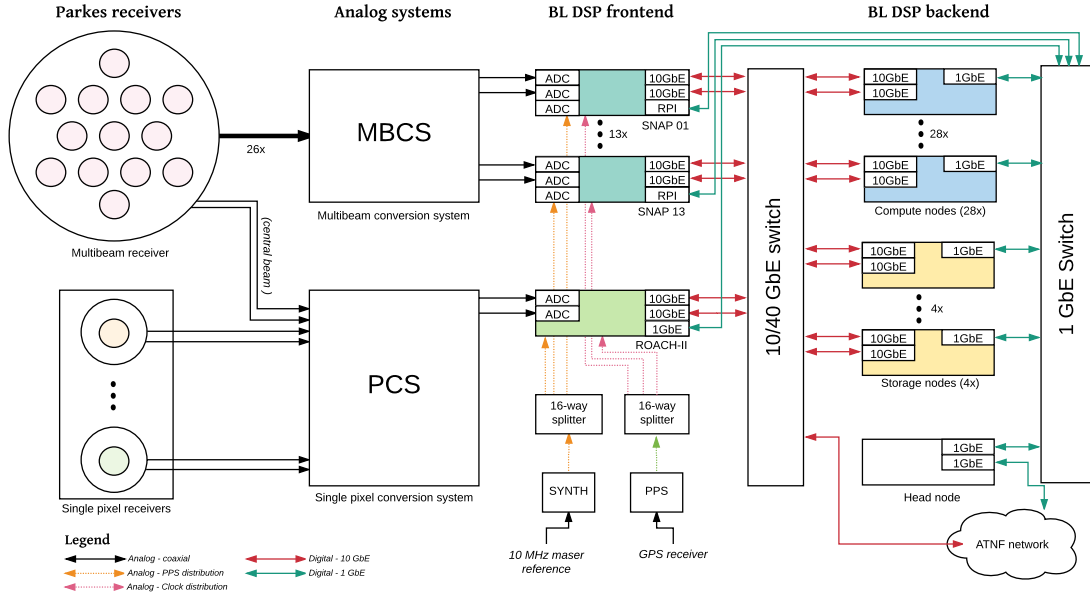 Parkes receivers
Analog systems
BL DSP frontend
BL DSP backend
26x
Multibeam receiver
(central beam )
Single pixel receivers
MBCS
Multibeam conversion system
PCS
Single pixel conversion system
ADC
ADC
ADC
10GbE
10GbE
RPI
SNAP 01
13x
ADC
ADC
ADC
10GbE
10GbE
RPI
SNAP 13
ADC
ADC
10GbE
10GbE
1GbE
ROACH-II
16-way
splitter
16-way
splitter
SYNTH
PPS
10 MHz maser
reference
GPS receiver
10/40 GbE switch
10GbE
1GbE
10GbE
28x
10GbE
1GbE
10GbE
Compute nodes (28x)
10GbE
1GbE
10GbE
4x
10GbE
1GbE
10GbE
Storage nodes (4x)
1GbE
1GbE
Head node
1 GbE Switch
ATNF network
Legend
Analog - coaxial
Analog - PPS distribution
Analog - Clock distribution
Digital - 10 GbE
Digital - 1 GbE